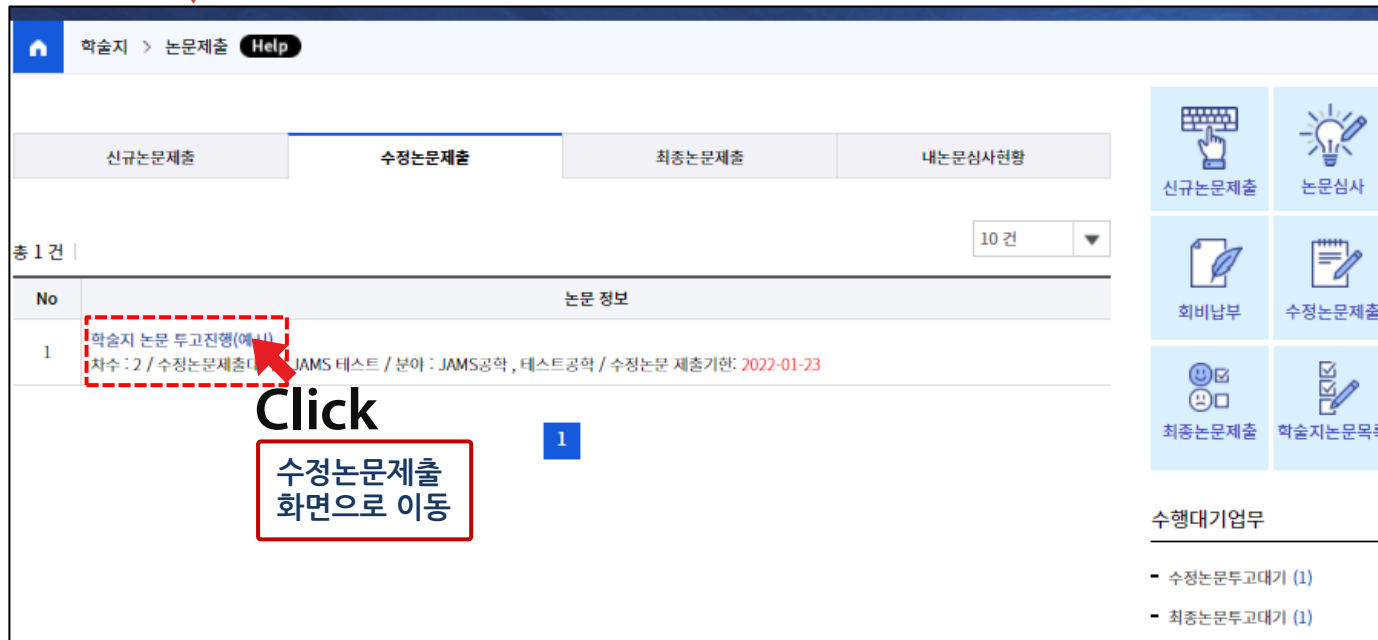 학술지 > 논문제출 Help
신규논문제출 수정논문제출 최종논문제출 내논문심사현황
총 1 건
10 건
No 논문 정보
1
학술지 논문 투고진행(예시)
차수 : 2 / 수정논문제출 JAMS 테스트 / 분야 : JAMS공학 , 테스트공학 / 수정논문 제출기한: 2022-01-23
Click
수정논문제출
화면으로 이동
1
신규논문제출 논문심사
회비납부 수정논문제출
최종논문제출 학술지논문목
수행대기업무
- 수정논문투고대기 (1)
- 최종논문투고대기 (1)